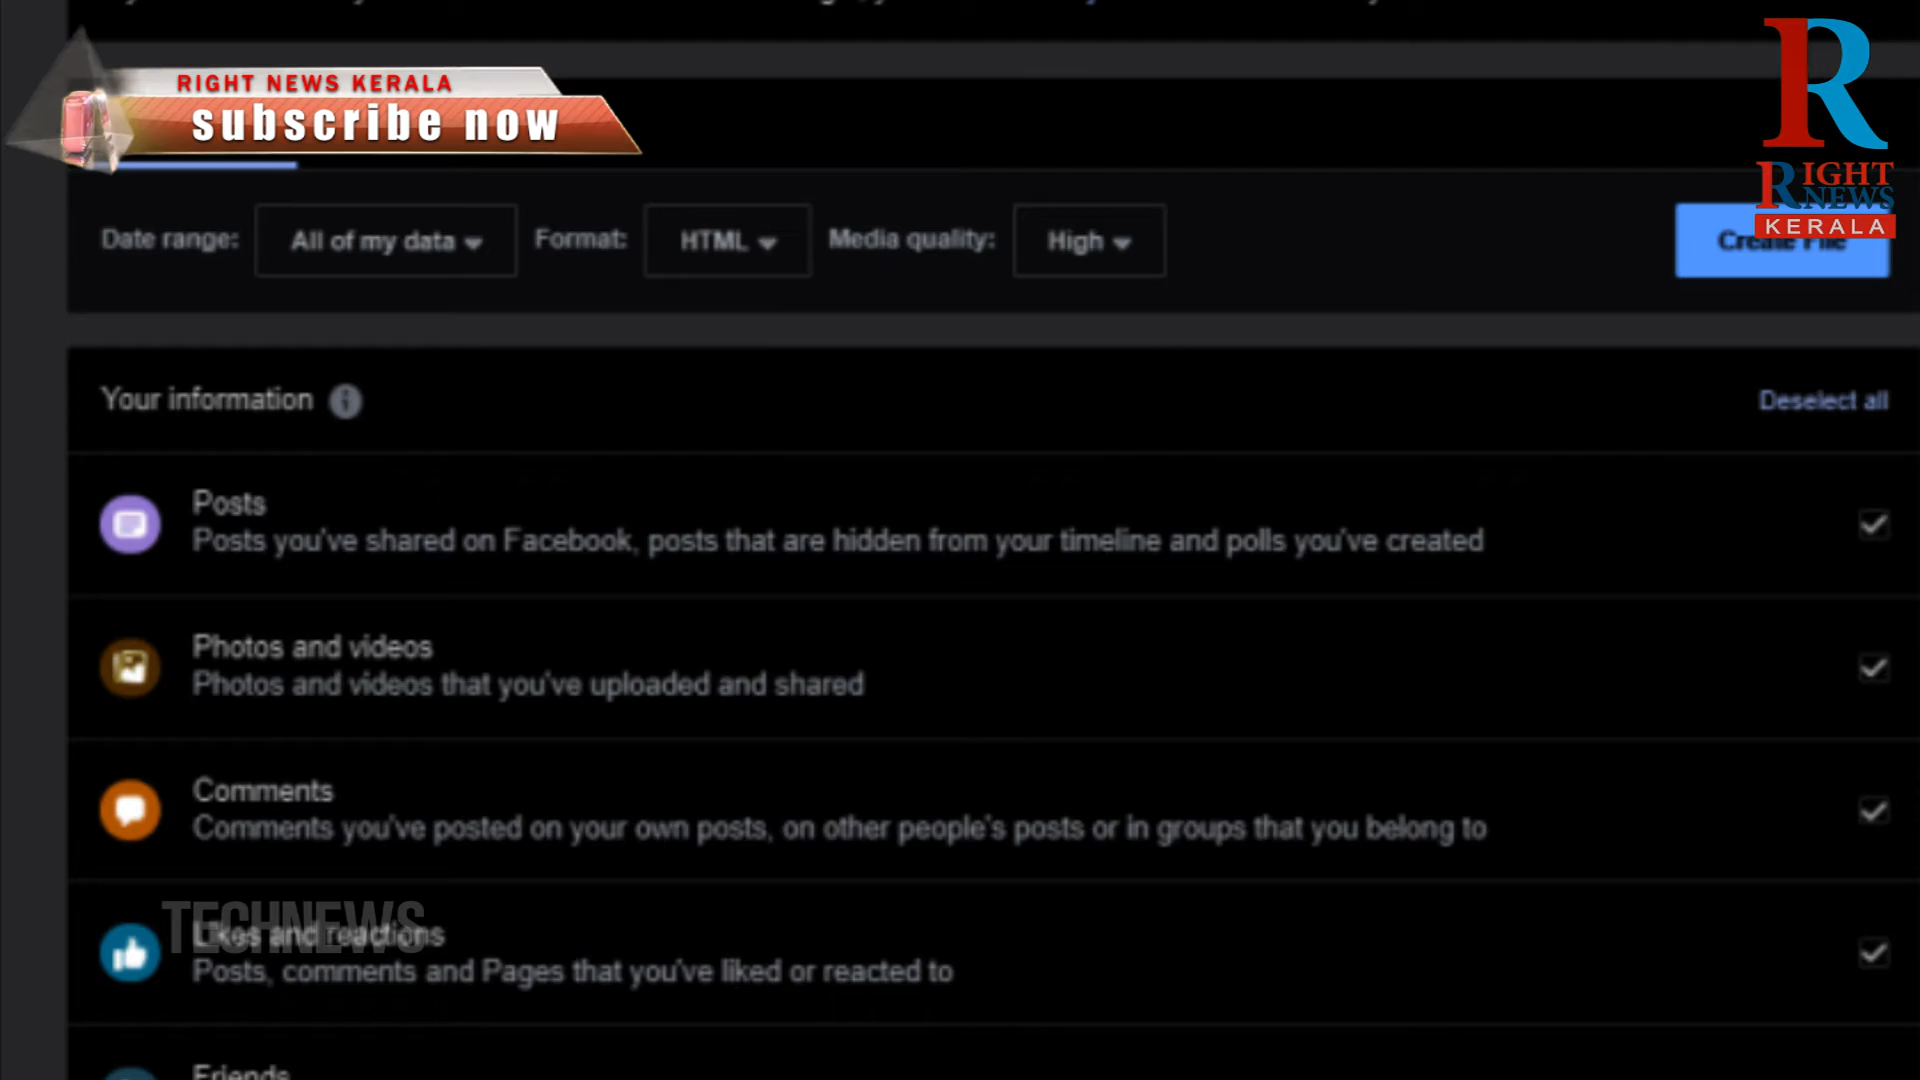 RIGHT NEWS KERALA
subscribe now
R
RIGHT
NEWS
KERALA
Date range:
All of my data
Format:
HTML
Media quality:
High
Create File
Your information
Deselect all
Posts
Posts you've shared on Facebook, posts that are hidden from your timeline and polls you've created
Photos and videos
Photos and videos that you've uploaded and shared
Comments
Comments you've posted on your own posts, on other people's posts or in groups that you belong to
TECHNEWS
Likes and reactions
Posts, comments and Pages that you've liked or reacted to
Friends